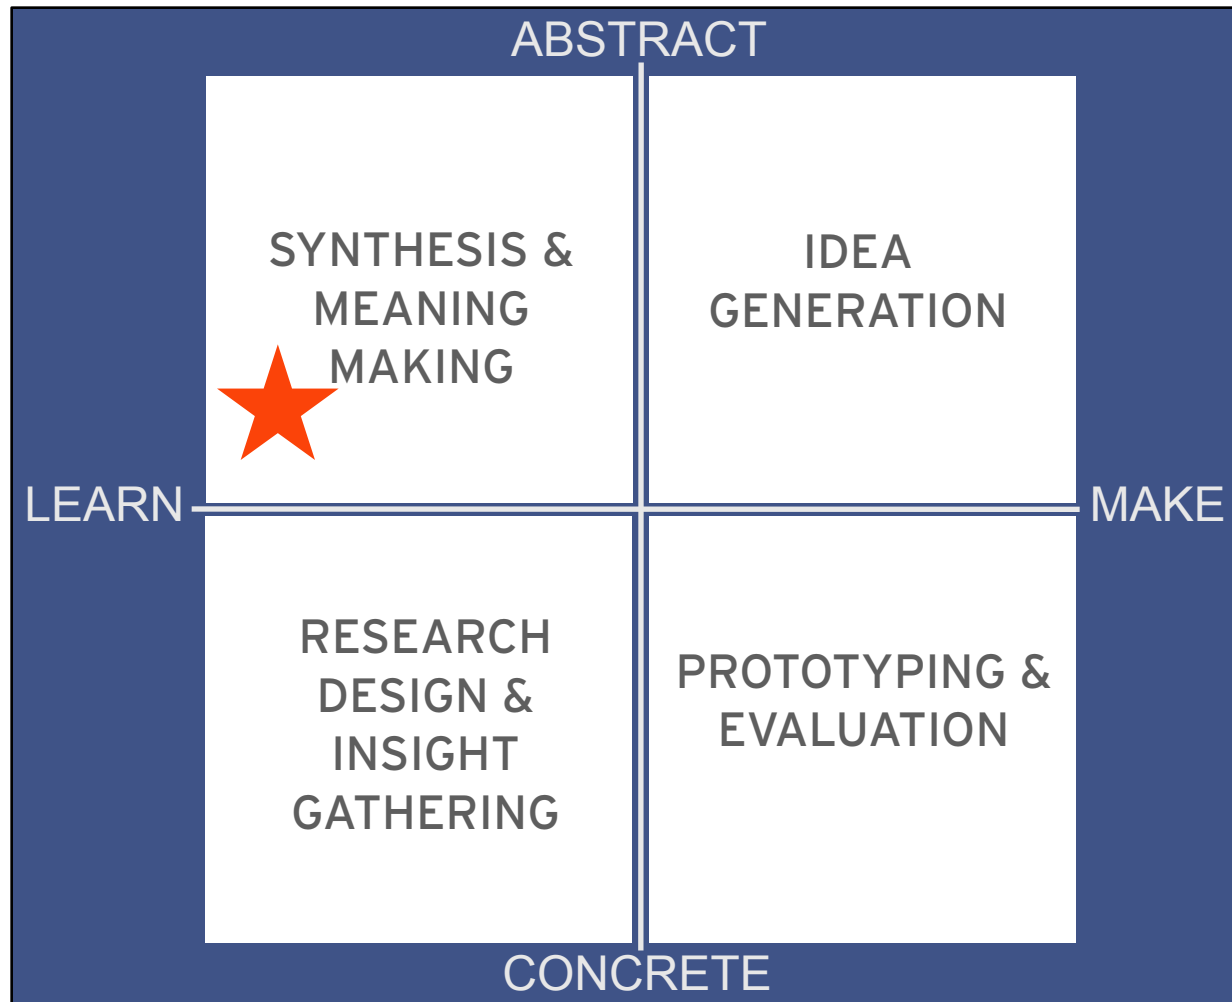 ABSTRACT
SYNTHESIS &
MEANING
MAKING
IDEA
GENERATION
LEARN
MAKE
RESEARCH
DESIGN &
INSIGHT
GATHERING
PROTOTYPING &
EVALUATION
CONCRETE